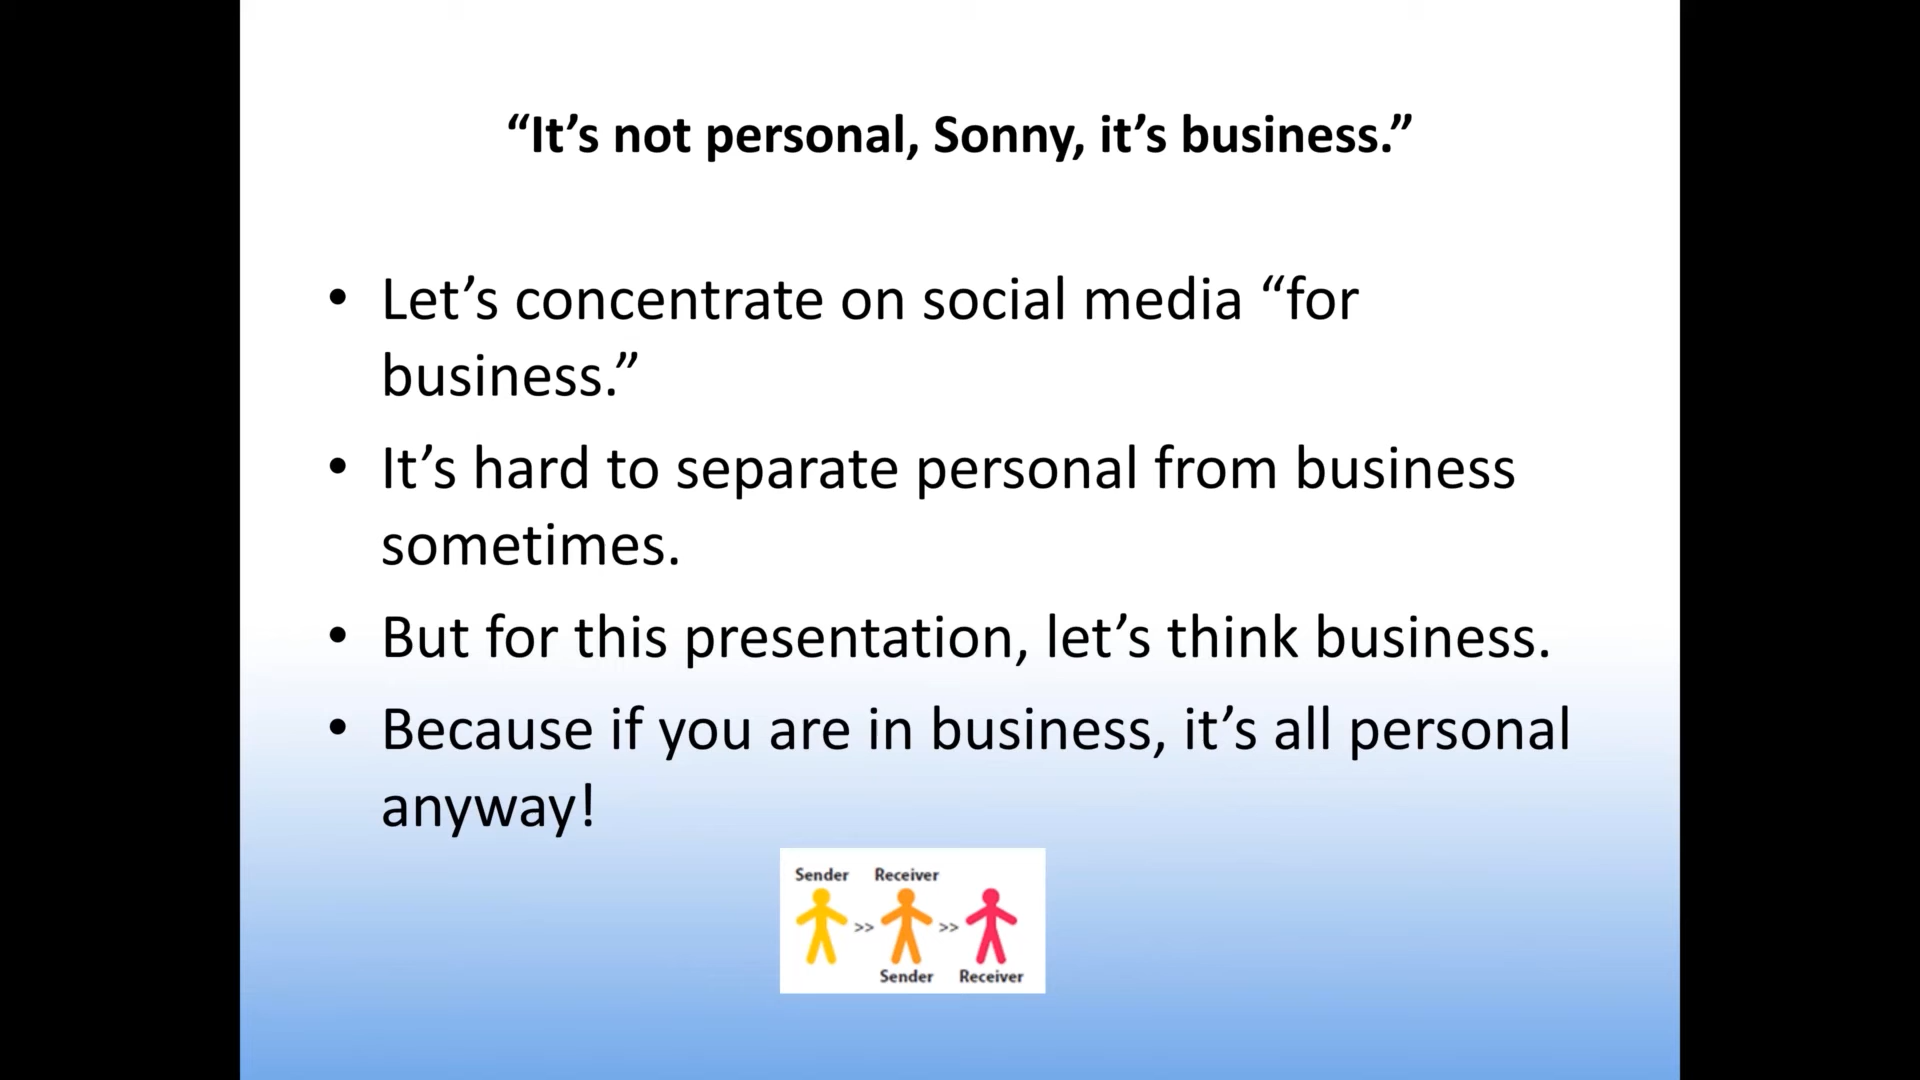 “It’s not personal, Sonny, it’s business.”
• Let’s concentrate on social media “for
business.”
• It’s hard to separate personal from business
sometimes.
• But for this presentation, let’s think business.
• Because if you are in business, it’s all personal
anyway!
Sender Receiver
>> >>
Sender Receiver